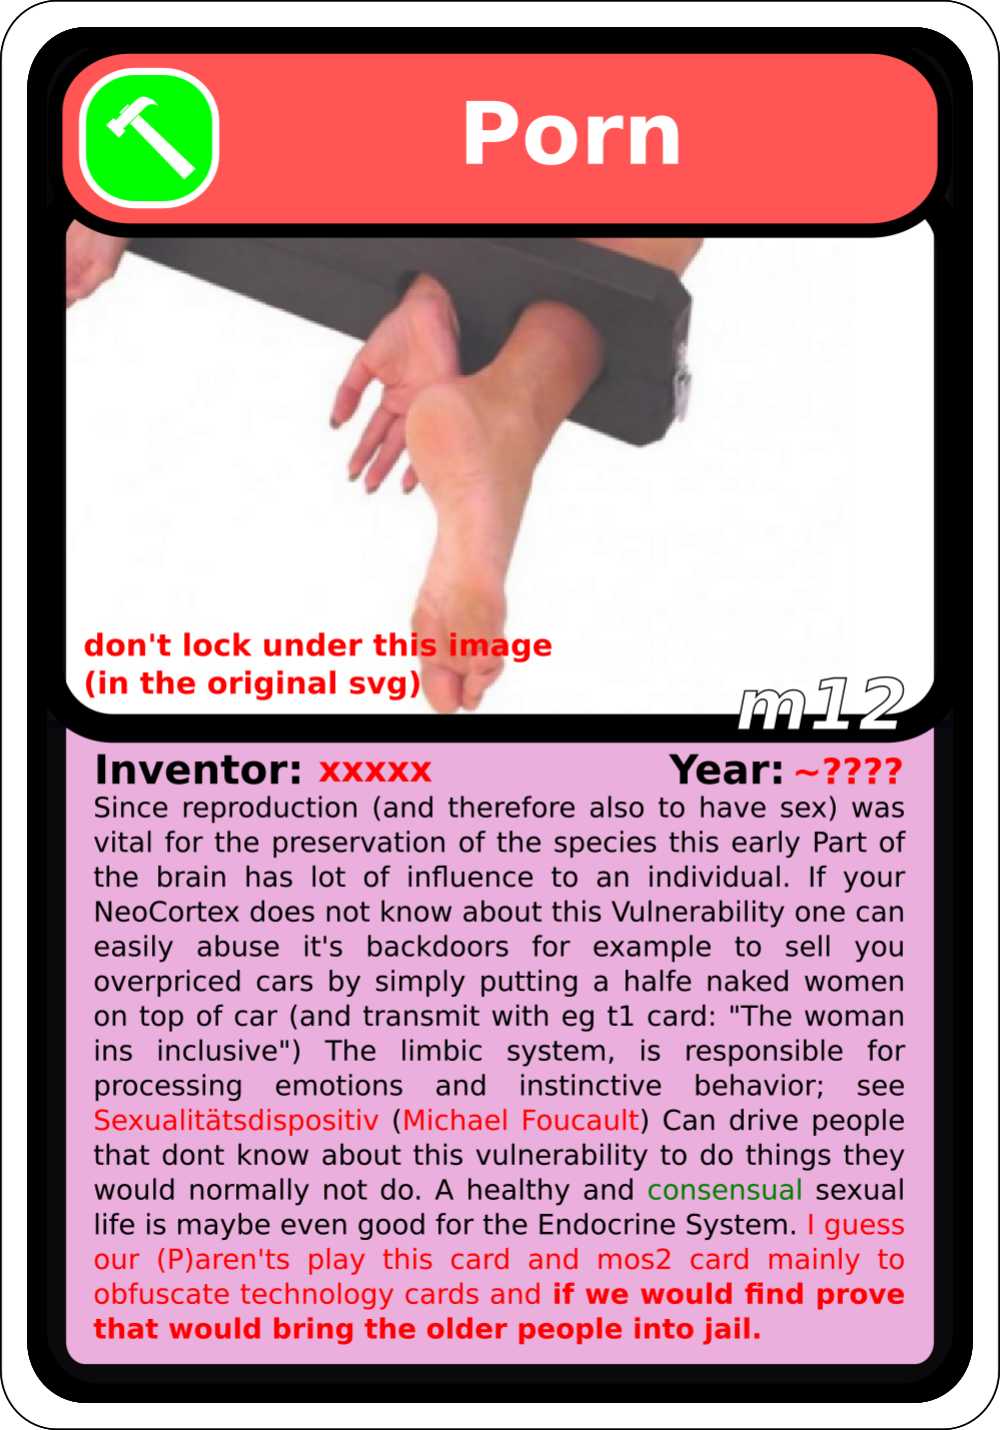 Porn
don't lock under this image
(in the original svg)
m12
Inventor: xxxxx
Year: ~????
Since reproduction (and therefore also to have sex) was
vital for the preservation of the species this early Part of
the brain has lot of influence to an individual. If your
NeoCortex does not know about this Vulnerability one can
easily abuse it's backdoors for example to sell you
overpriced cars by simply putting a halfe naked women
on top of car (and transmit with eg t1 card: "The woman
ins inclusive") The limbic system, is responsible for
processing emotions and instinctive behavior; see
Sexualitätsdispositiv (Michael Foucault) Can drive people
that dont know about this vulnerability to do things they
would normally not do. A healthy and consensual sexual
life is maybe even good for the Endocrine System. I guess
our (P)aren'ts play this card and mos2 card mainly to
obfuscate technology cards and if we would find prove
that would bring the older people into jail.